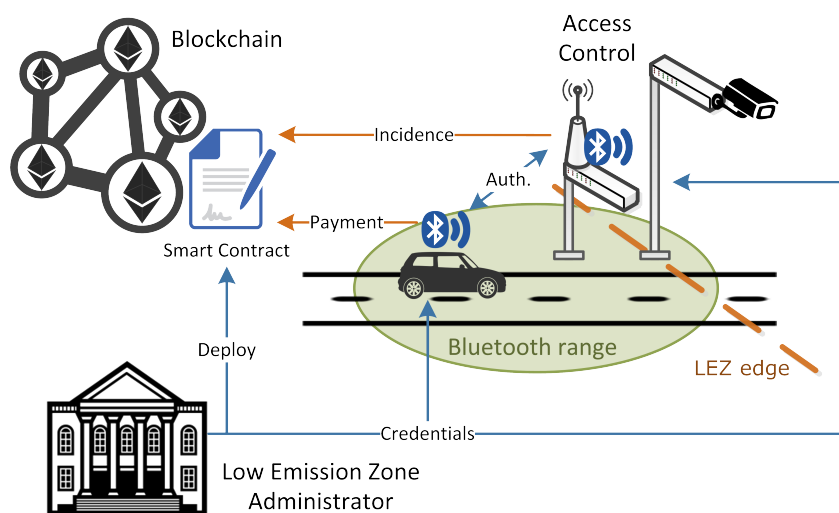 Blockchain
Access
Control
Incidence
Auth.
Payment
Smart Contract
Deploy
Bluetooth range
LEZ edge
Credentials
Low Emission Zone
Administrator